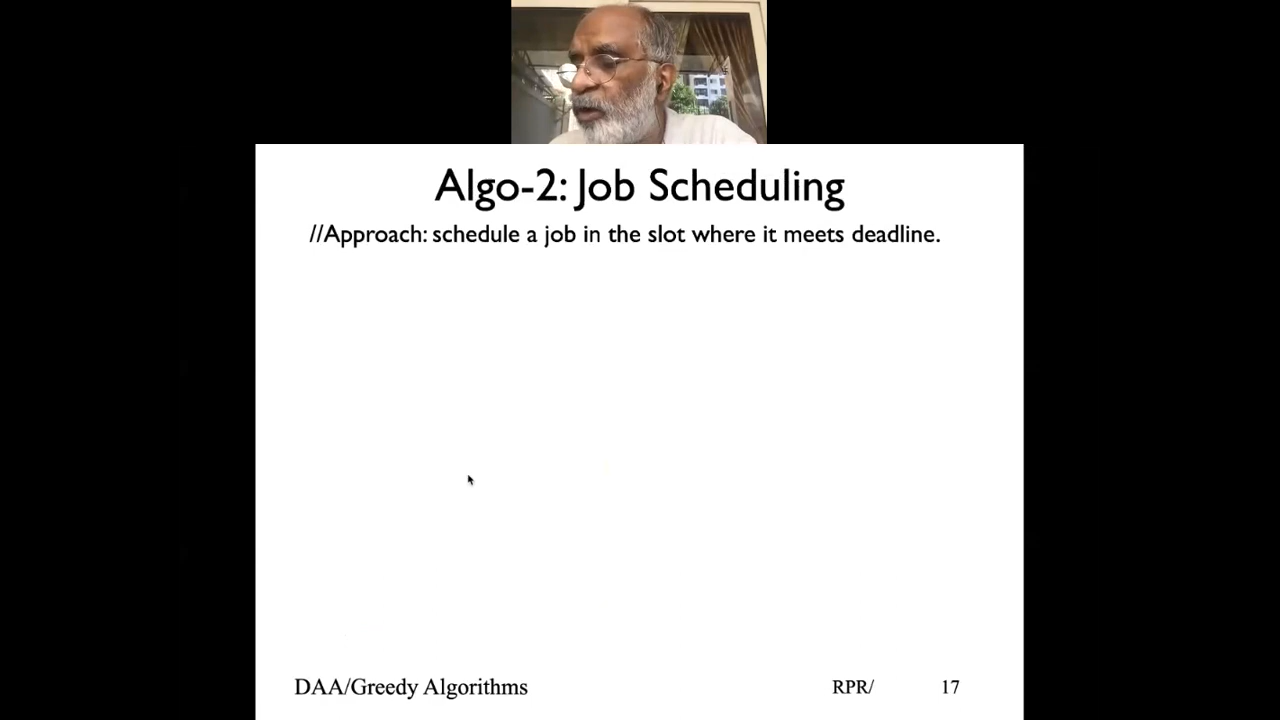 Algo-2: Job Scheduling
//Approach: schedule a job in the slot where it meets deadline.
DAA/Greedy Algorithms RPR/ 17